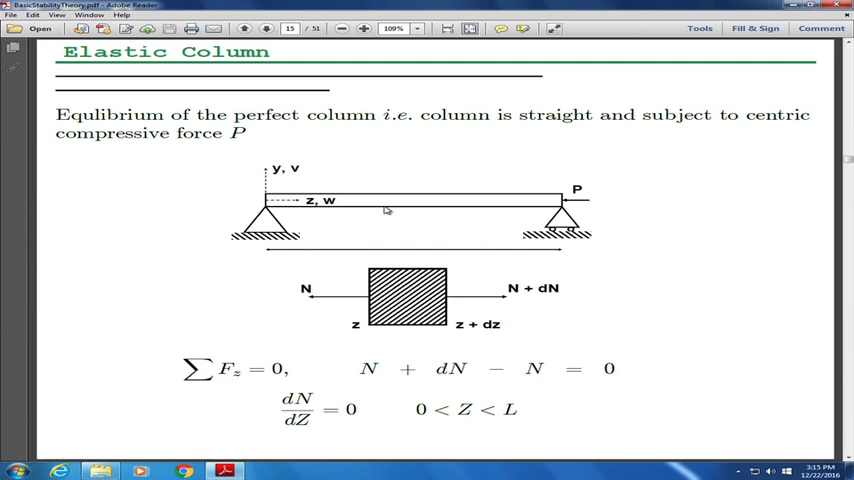 BasicStabilityTheory.pdf - Adobe Reader
File Edit View Window Help
Open 15 / 51 109% Tools Fill & Sign Comment
Elastic Column
Equlibrium of the perfect column i.e. column is straight and subject to centric
compressive force P
y, v
z, w
P
N N + dN
z z + dz
∑ F_z = 0, N + dN − N = 0
dN/dZ = 0 0 < Z < L
3:15 PM
12/22/2016